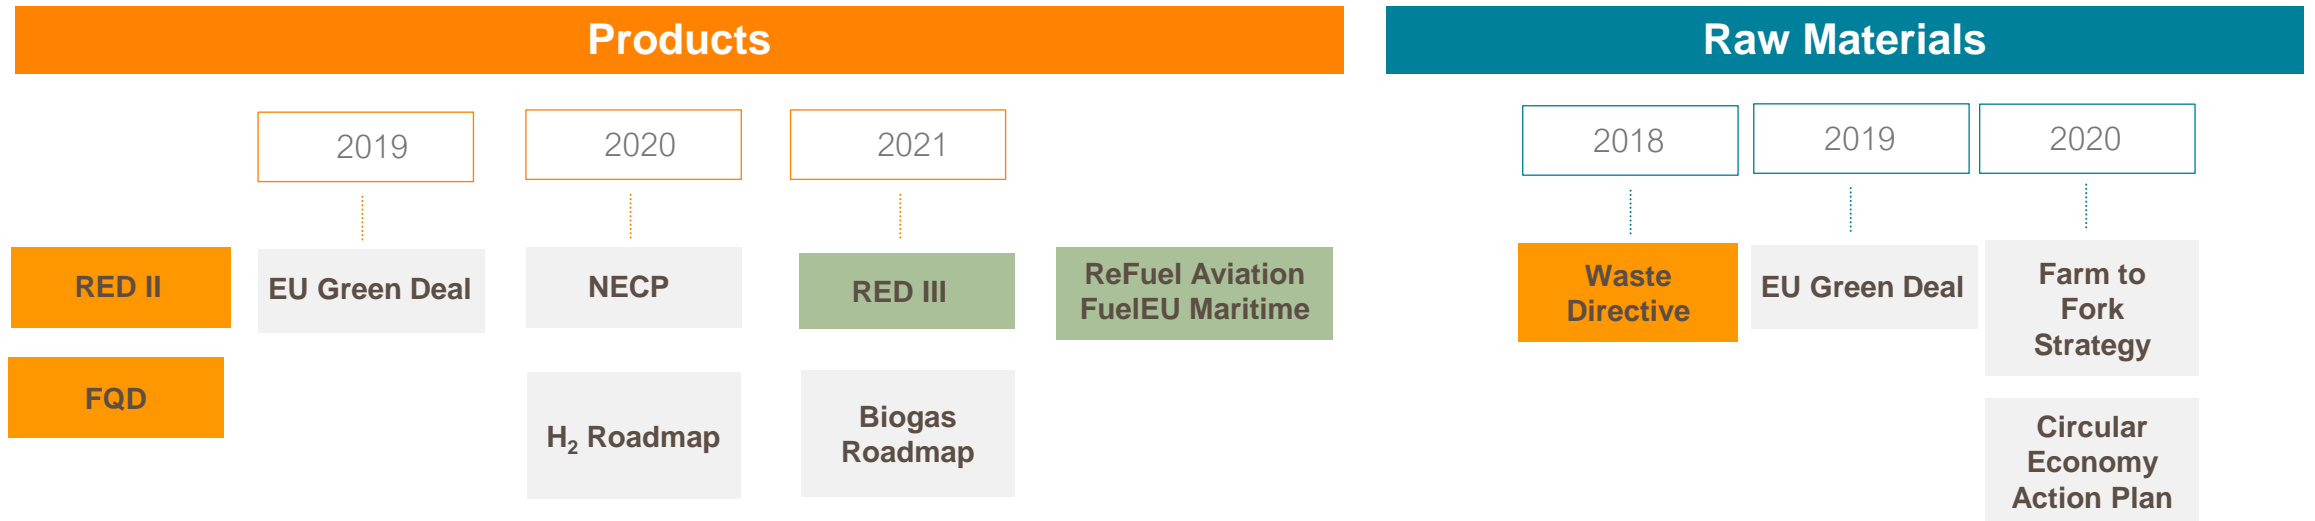 Products
Raw Materials
2019
2020
2021
2018
2019
2020
RED II
EU Green Deal
NECP
RED III
ReFuel Aviation
FuelEU Maritime
Waste
Directive
EU Green Deal
Farm to
Fork
Strategy
FQD
H₂ Roadmap
Biogas
Roadmap
Circular
Economy
Action Plan